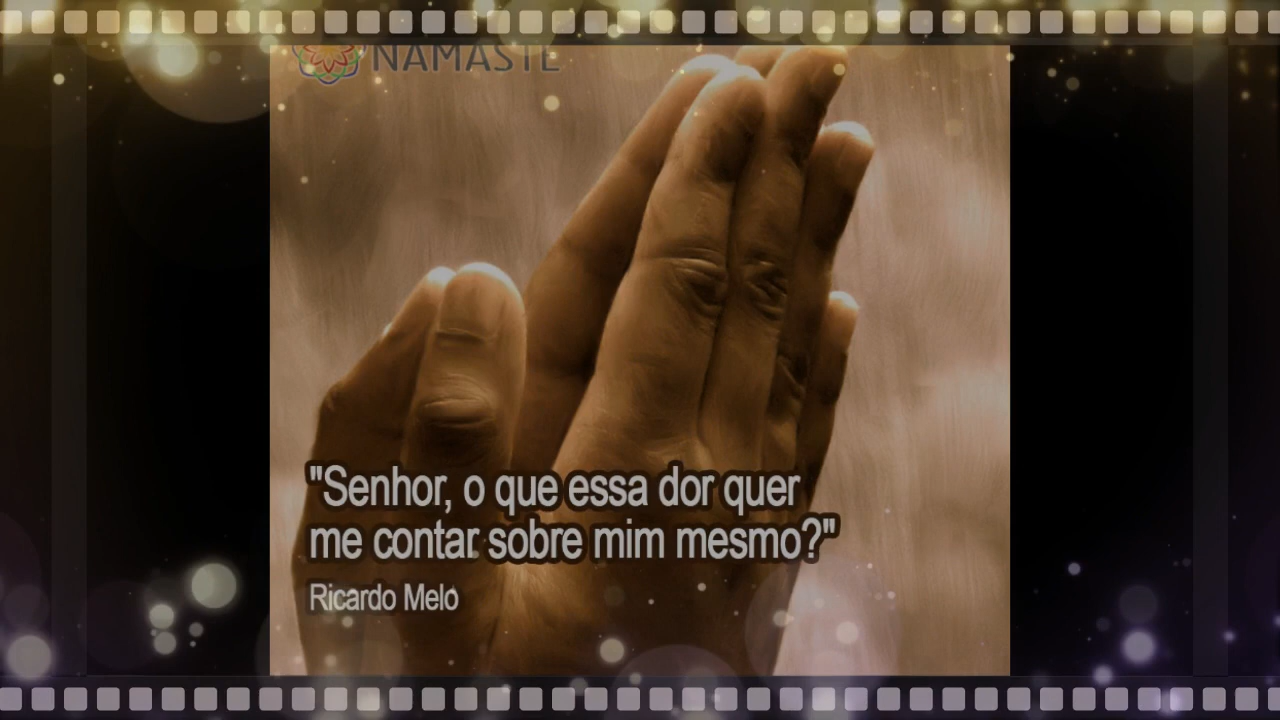 NAMASTE
"Senhor, o que essa dor quer
me contar sobre mim mesmo?"
Ricardo Melo